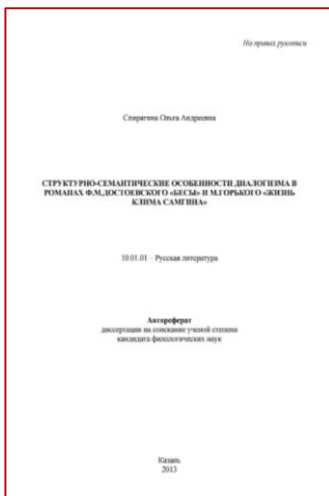 На правах рукописи
Спирягина Ольга Андреевна
СТРУКТУРНО-СЕМАНТИЧЕСКИЕ ОСОБЕННОСТИ ДИАЛОГИЗМА В
РОМАНАХ Ф.М.ДОСТОЕВСКОГО «БЕСЫ» И М.ГОРЬКОГО «ЖИЗНЬ
КЛИМА САМГИНА»
10.01.01 – Русская литература
Автореферат
диссертации на соискание ученой степени
кандидата филологических наук
Казань
2013